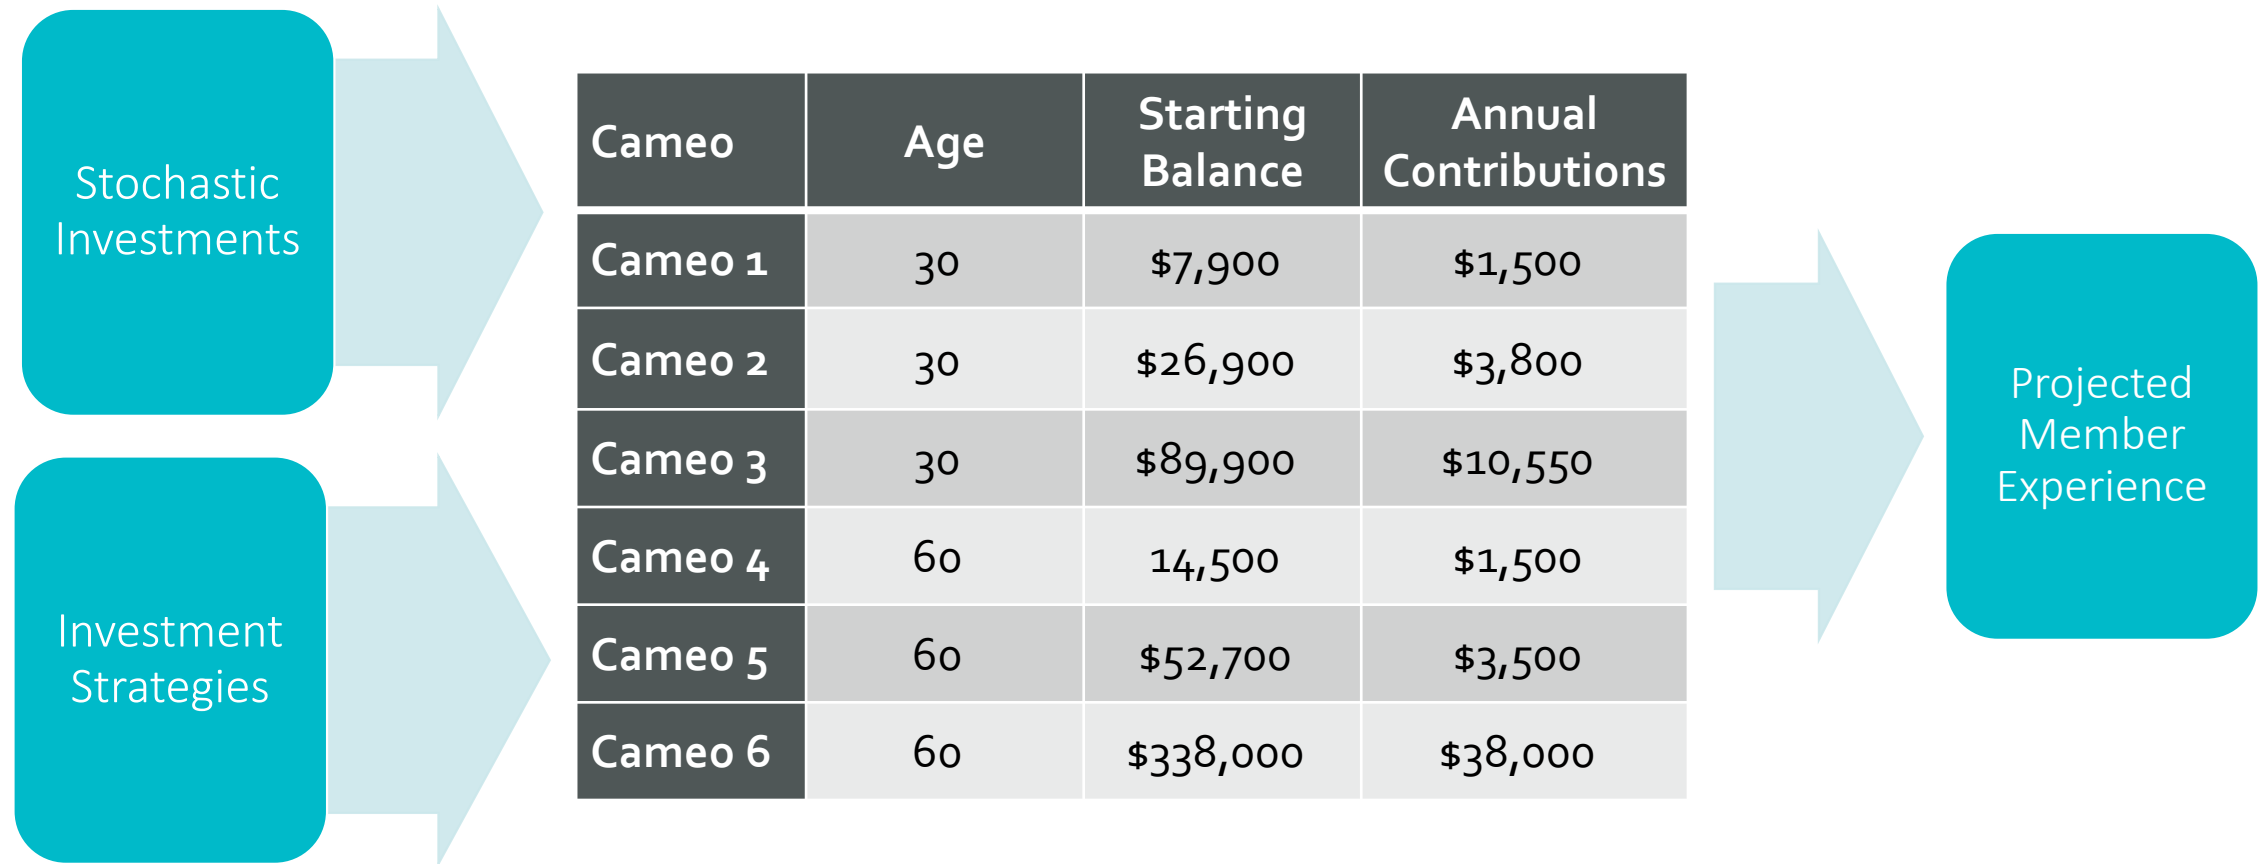 Stochastic
Investments
Investment
Strategies
Cameo Age Starting Balance Annual Contributions
Cameo 1 30 $7,900 $1,500
Cameo 2 30 $26,900 $3,800
Cameo 3 30 $89,900 $10,550
Cameo 4 60 14,500 $1,500
Cameo 5 60 $52,700 $3,500
Cameo 6 60 $338,000 $38,000
Projected
Member
Experience